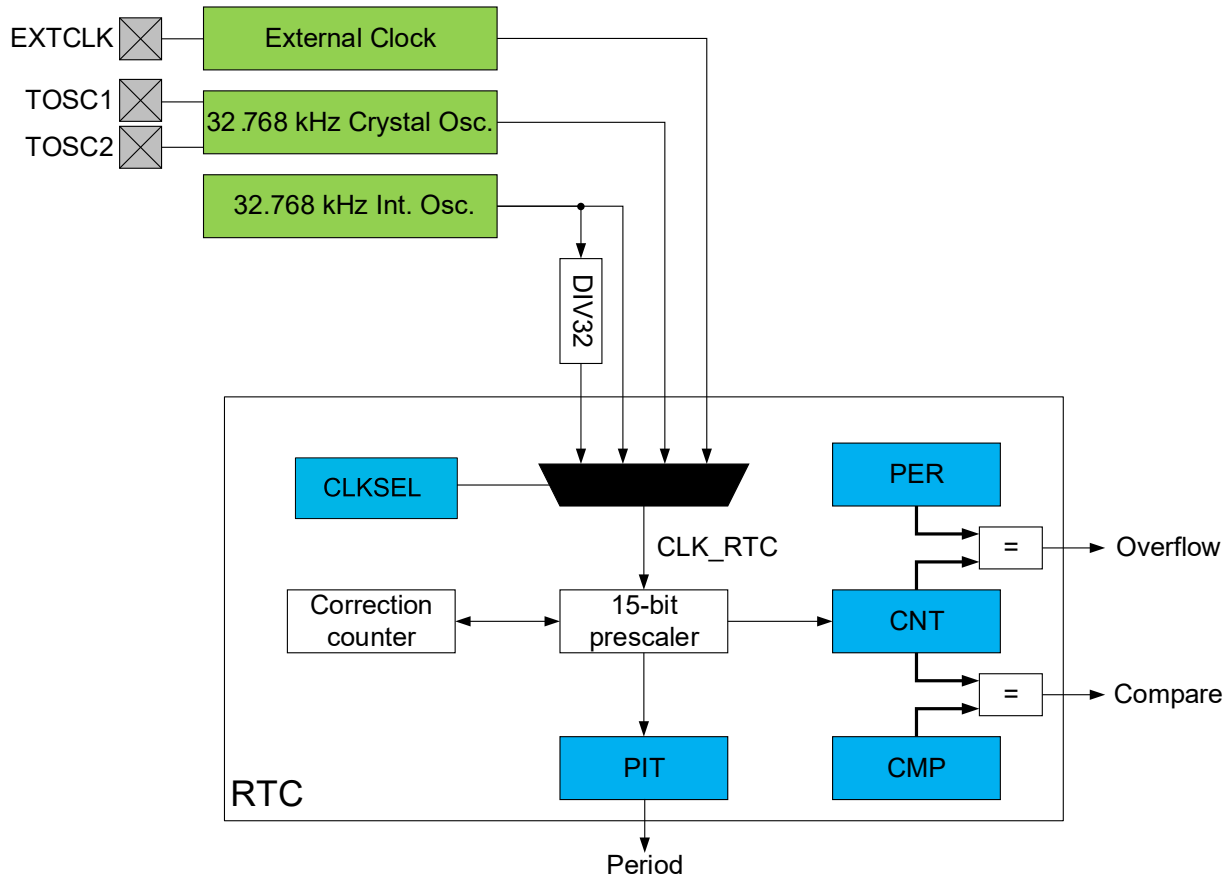 EXTCLK
External Clock
TOSC1
TOSC2
32.768 kHz Crystal Osc.
32.768 kHz Int. Osc.
DIV32
CLKSEL
PER
CLK_RTC
=
Overflow
Correction
counter
15-bit
prescaler
CNT
=
Compare
PIT
CMP
RTC
Period